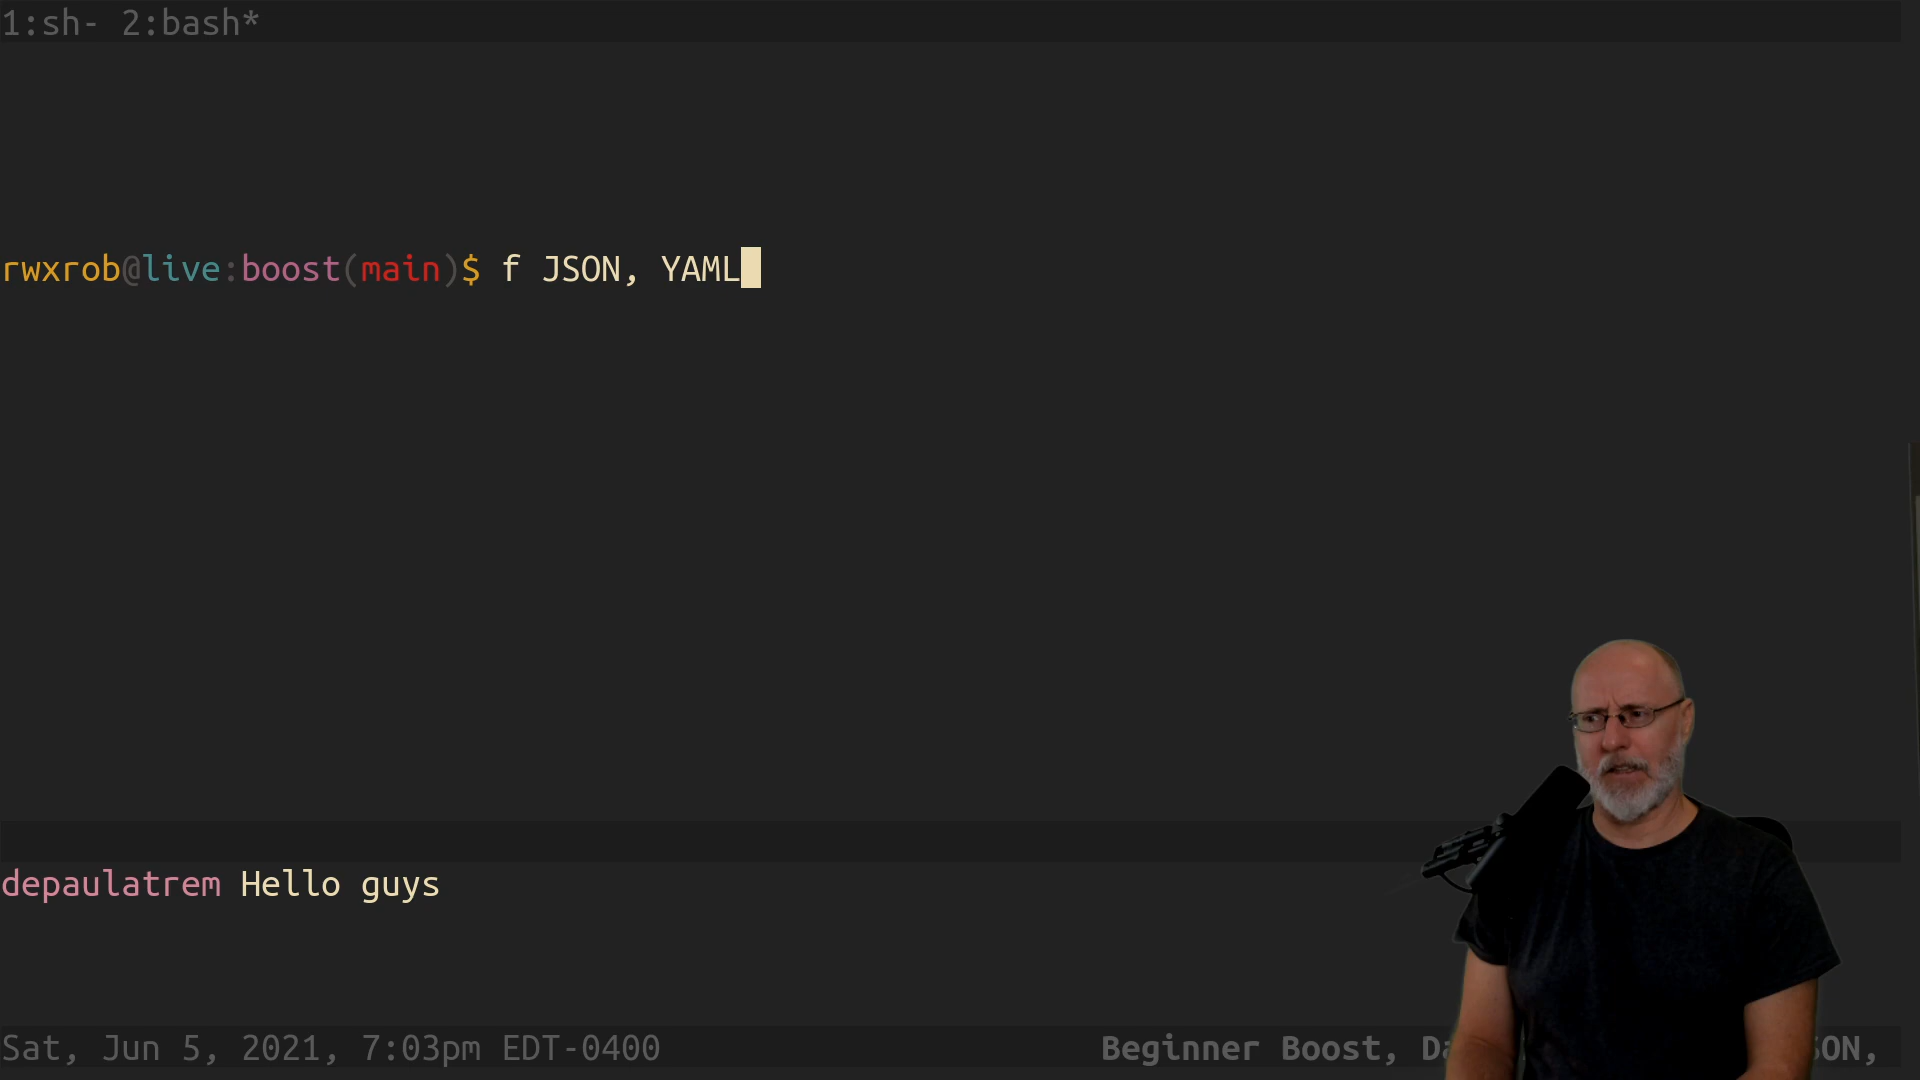 1:sh- 2:bash*
rwxrob@live:boost(main)$ f JSON, YAML
depaulatrem Hello guys
Sat, Jun 5, 2021, 7:03pm EDT-0400
Beginner Boost,